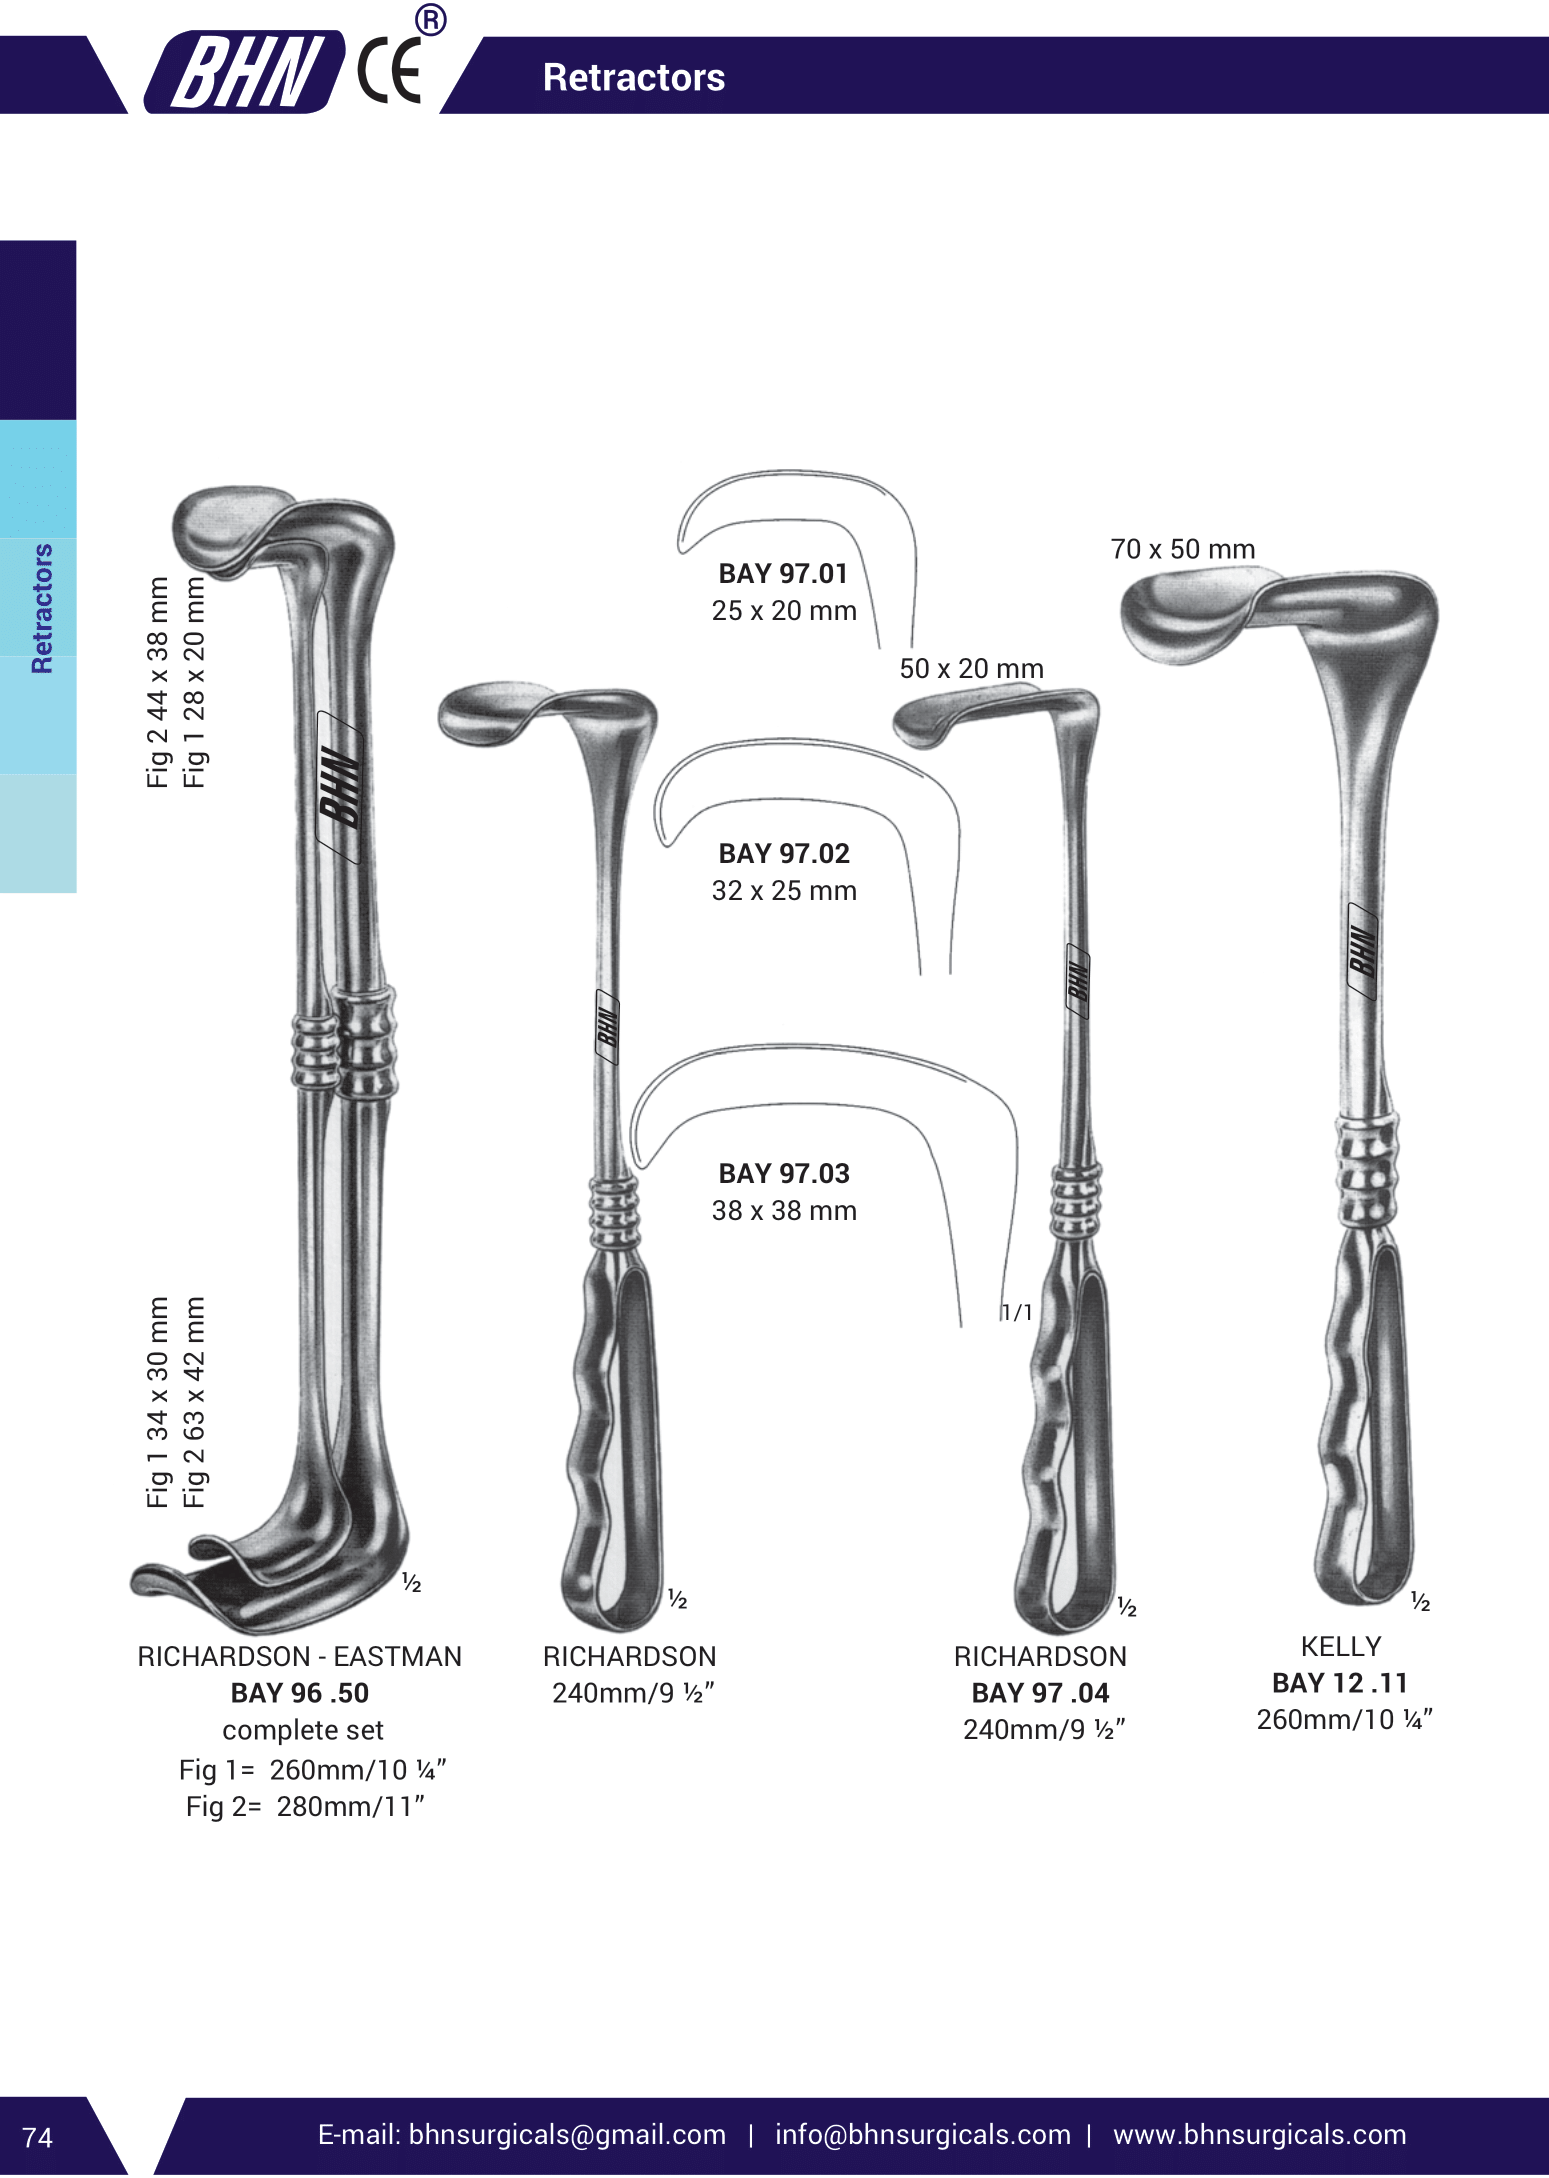 BHN CE ®
Retractors
Retractors
Fig 2 44 x 38 mm
Fig 1 28 x 20 mm
BHN
Fig 1 34 x 30 mm
Fig 2 63 x 42 mm
½
RICHARDSON - EASTMAN
BAY 96 .50
complete set
Fig 1= 260mm/10 ¼”
Fig 2= 280mm/11”
BHN
½
RICHARDSON
240mm/9 ½”
BAY 97.01
25 x 20 mm
BAY 97.02
32 x 25 mm
BAY 97.03
38 x 38 mm
1/1
50 x 20 mm
BHN
½
RICHARDSON
BAY 97 .04
240mm/9 ½”
70 x 50 mm
BHN
½
KELLY
BAY 12 .11
260mm/10 ¼”
74
E-mail: bhnsurgicals@gmail.com | info@bhnsurgicals.com | www.bhnsurgicals.com